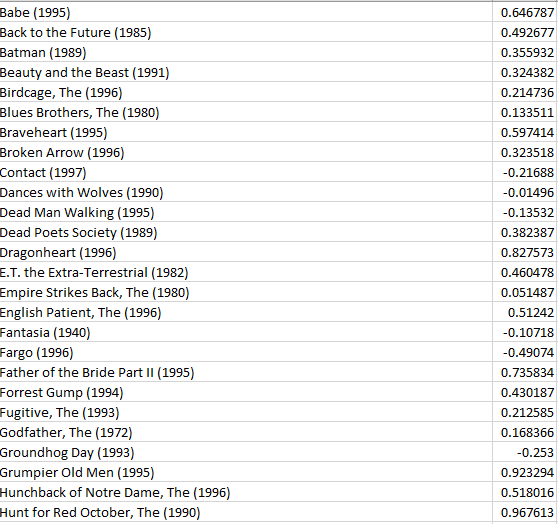 Babe (1995) 0.646787
Back to the Future (1985) 0.492677
Batman (1989) 0.355932
Beauty and the Beast (1991) 0.324382
Birdcage, The (1996) 0.214736
Blues Brothers, The (1980) 0.133511
Braveheart (1995) 0.597414
Broken Arrow (1996) 0.323518
Contact (1997) -0.21688
Dances with Wolves (1990) -0.01496
Dead Man Walking (1995) -0.13532
Dead Poets Society (1989) 0.382387
Dragonheart (1996) 0.827573
E.T. the Extra-Terrestrial (1982) 0.460478
Empire Strikes Back, The (1980) 0.051487
English Patient, The (1996) 0.51242
Fantasia (1940) -0.10718
Fargo (1996) -0.49074
Father of the Bride Part II (1995) 0.735834
Forrest Gump (1994) 0.430187
Fugitive, The (1993) 0.212585
Godfather, The (1972) 0.168366
Groundhog Day (1993) -0.253
Grumpier Old Men (1995) 0.923294
Hunchback of Notre Dame, The (1996) 0.518016
Hunt for Red October, The (1990) 0.967613